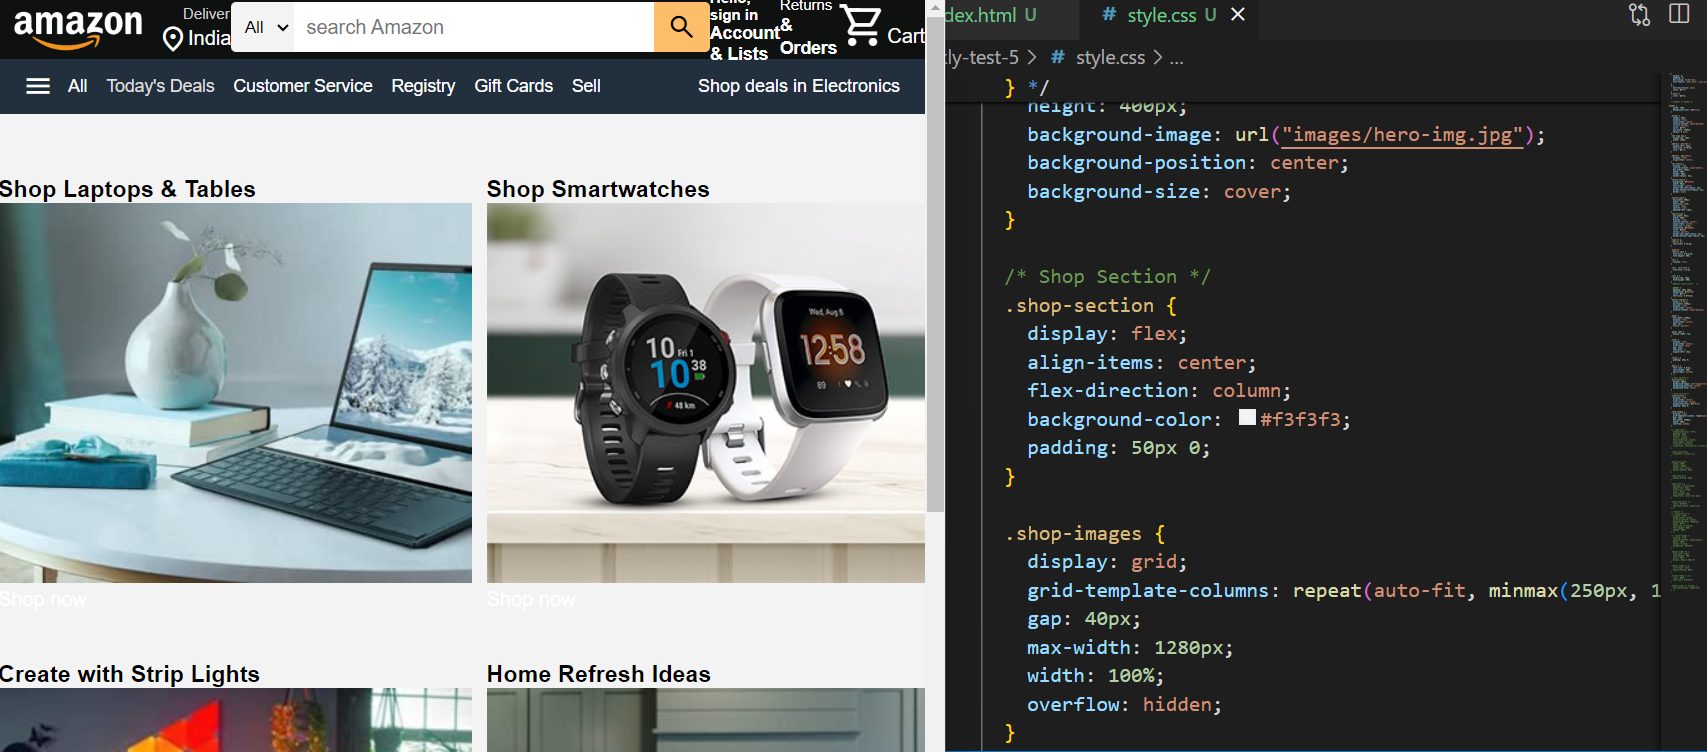 amazon
Deliver
India
All
search Amazon
Hello,
sign in
Account
& Lists
Returns
&
Orders
Cart
All Today's Deals Customer Service Registry Gift Cards Sell Shop deals in Electronics
Shop Laptops & Tables
Shop Smartwatches
10 Fri 1
10 38
48 km
Wed, Aug 8
12:58
89
Shop now
Shop now
Create with Strip Lights
Home Refresh Ideas
dex.html U
# style.css U
kly-test-5 > # style.css > ...
} */
height: 400px;
background-image: url("images/hero-img.jpg");
background-position: center;
background-size: cover;
}
/* Shop Section */
.shop-section {
display: flex;
align-items: center;
flex-direction: column;
background-color: #f3f3f3;
padding: 50px 0;
}
.shop-images {
display: grid;
grid-template-columns: repeat(auto-fit, minmax(250px, 1
gap: 40px;
max-width: 1280px;
width: 100%;
overflow: hidden;
}